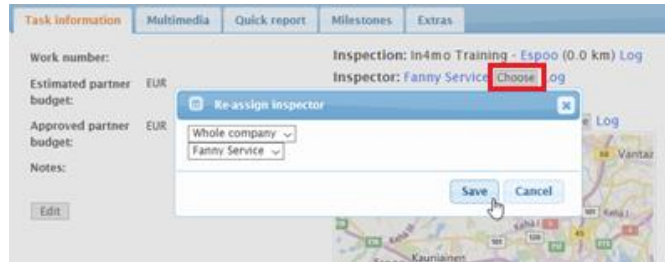 Task information Multimedia Quick report Milestones Extras
Work number:
Estimated partner budget: EUR
Approved partner budget: EUR
Notes:
Edit
Inspection: In4mo Training - Espoo (0.0 km) Log
Inspector: Fanny Service Choose Log
Log
Re-assign inspector
Whole company
Fanny Service
Save Cancel
Vantaa
Kehä I
Kauniainen